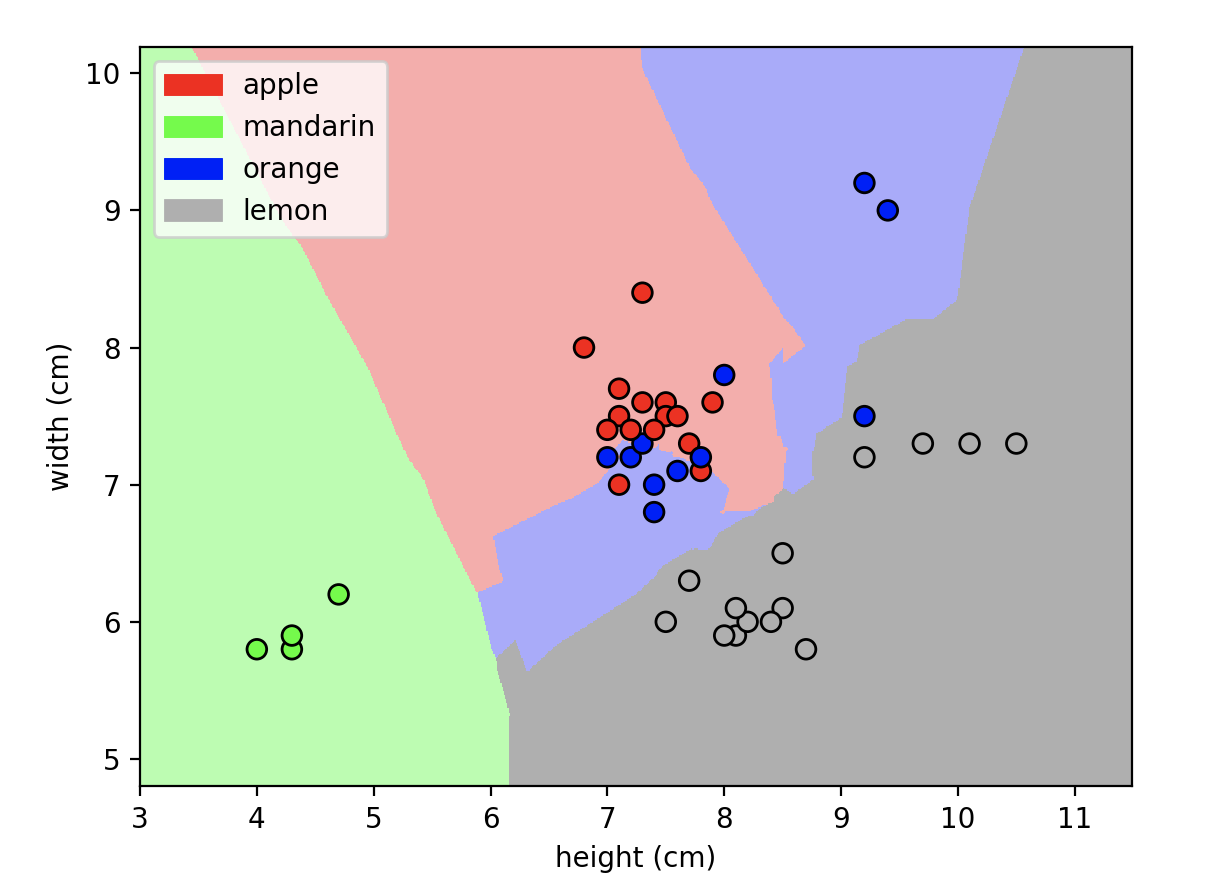 apple
mandarin
orange
lemon
10
9
8
7
6
5
width (cm)
3 4 5 6 7 8 9 10 11
height (cm)